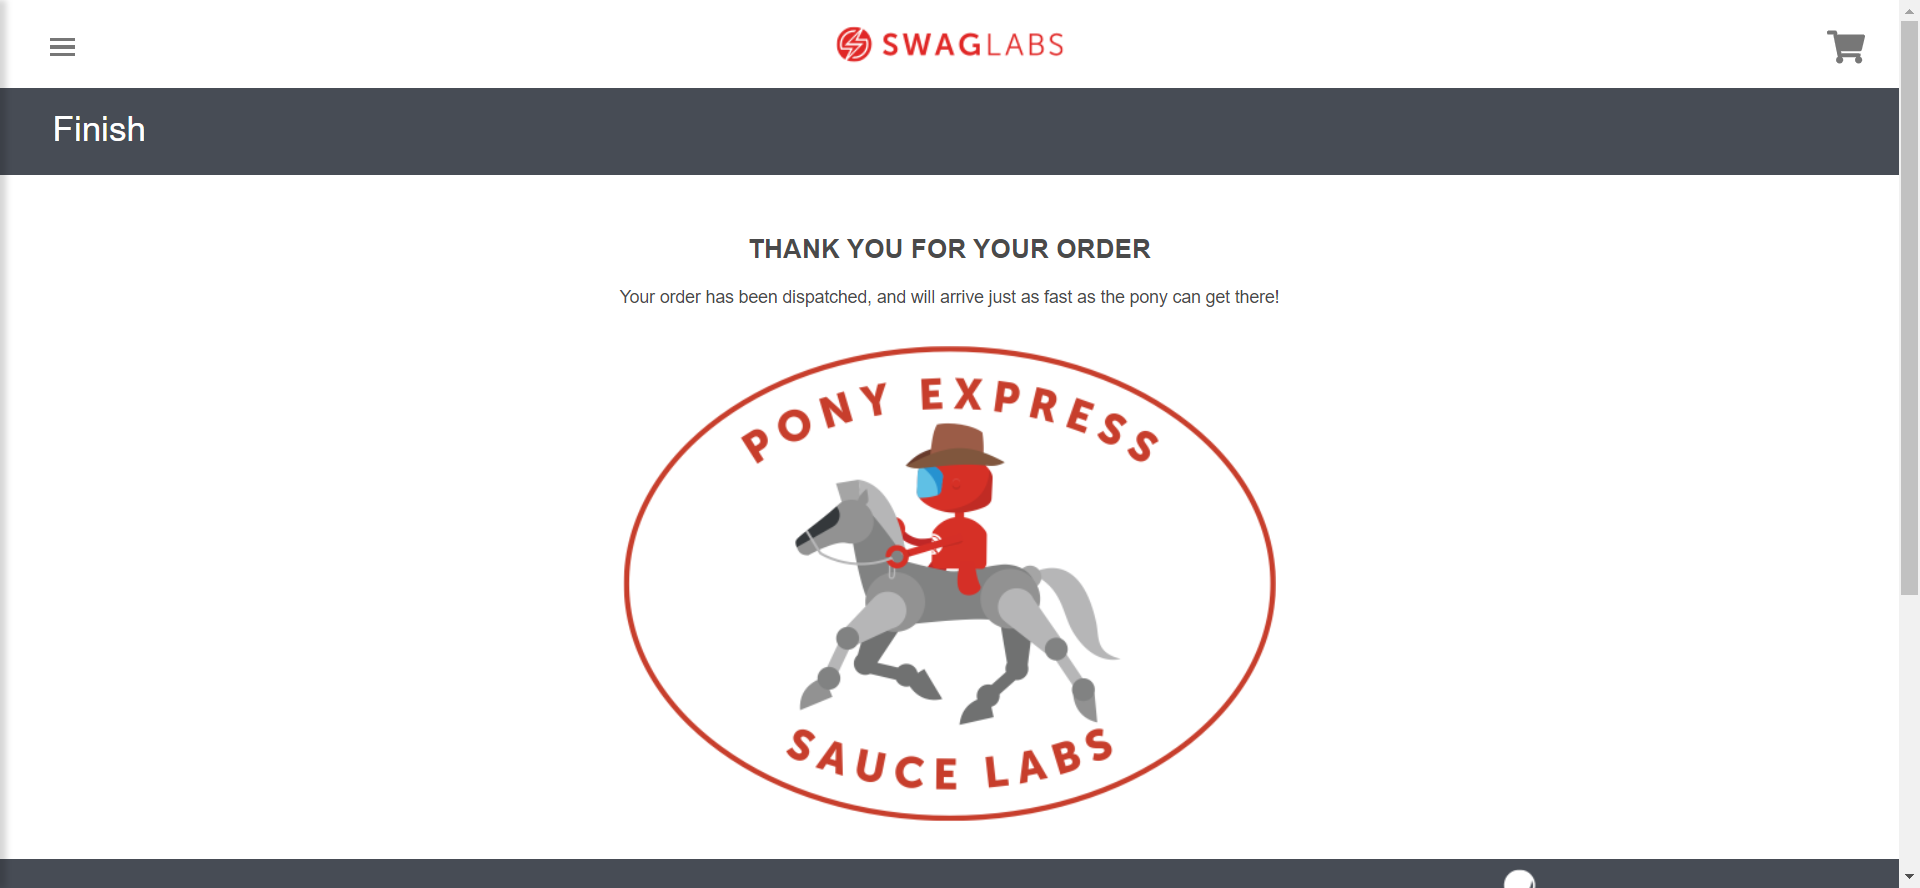 SWAGLABS
Finish
THANK YOU FOR YOUR ORDER
Your order has been dispatched, and will arrive just as fast as the pony can get there!
PONY EXPRESS
SAUCE LABS